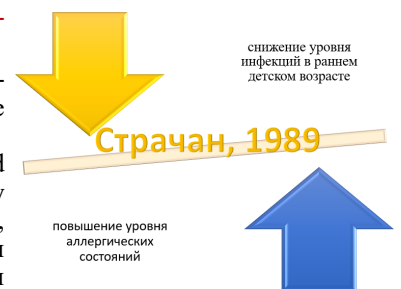 снижение уровня
инфекций в раннем
детском возрасте
Страчан, 1989
повышение уровня
аллергических
состояний